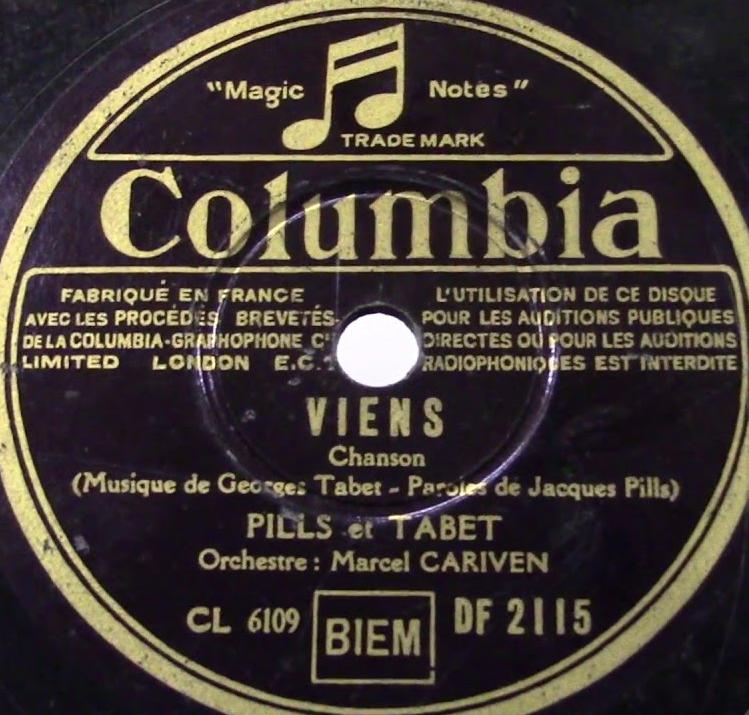 "Magic Notes"
TRADE MARK
Columbia
FABRIQUÉ EN FRANCE
AVEC LES PROCÉDÉS BREVETÉS
DE LA COLUMBIA-GRAPHOPHONE Cº
LIMITED LONDON E.C.
L'UTILISATION DE CE DISQUE
POUR LES AUDITIONS PUBLIQUES
DIRECTES OU POUR LES AUDITIONS
RADIOPHONIQUES EST INTERDITE
VIENS
Chanson
(Musique de Georges Tabet - Paroles de Jacques Pills)
PILLS et TABET
Orchestre : Marcel CARIVEN
CL 6109 BIEM DF 2115